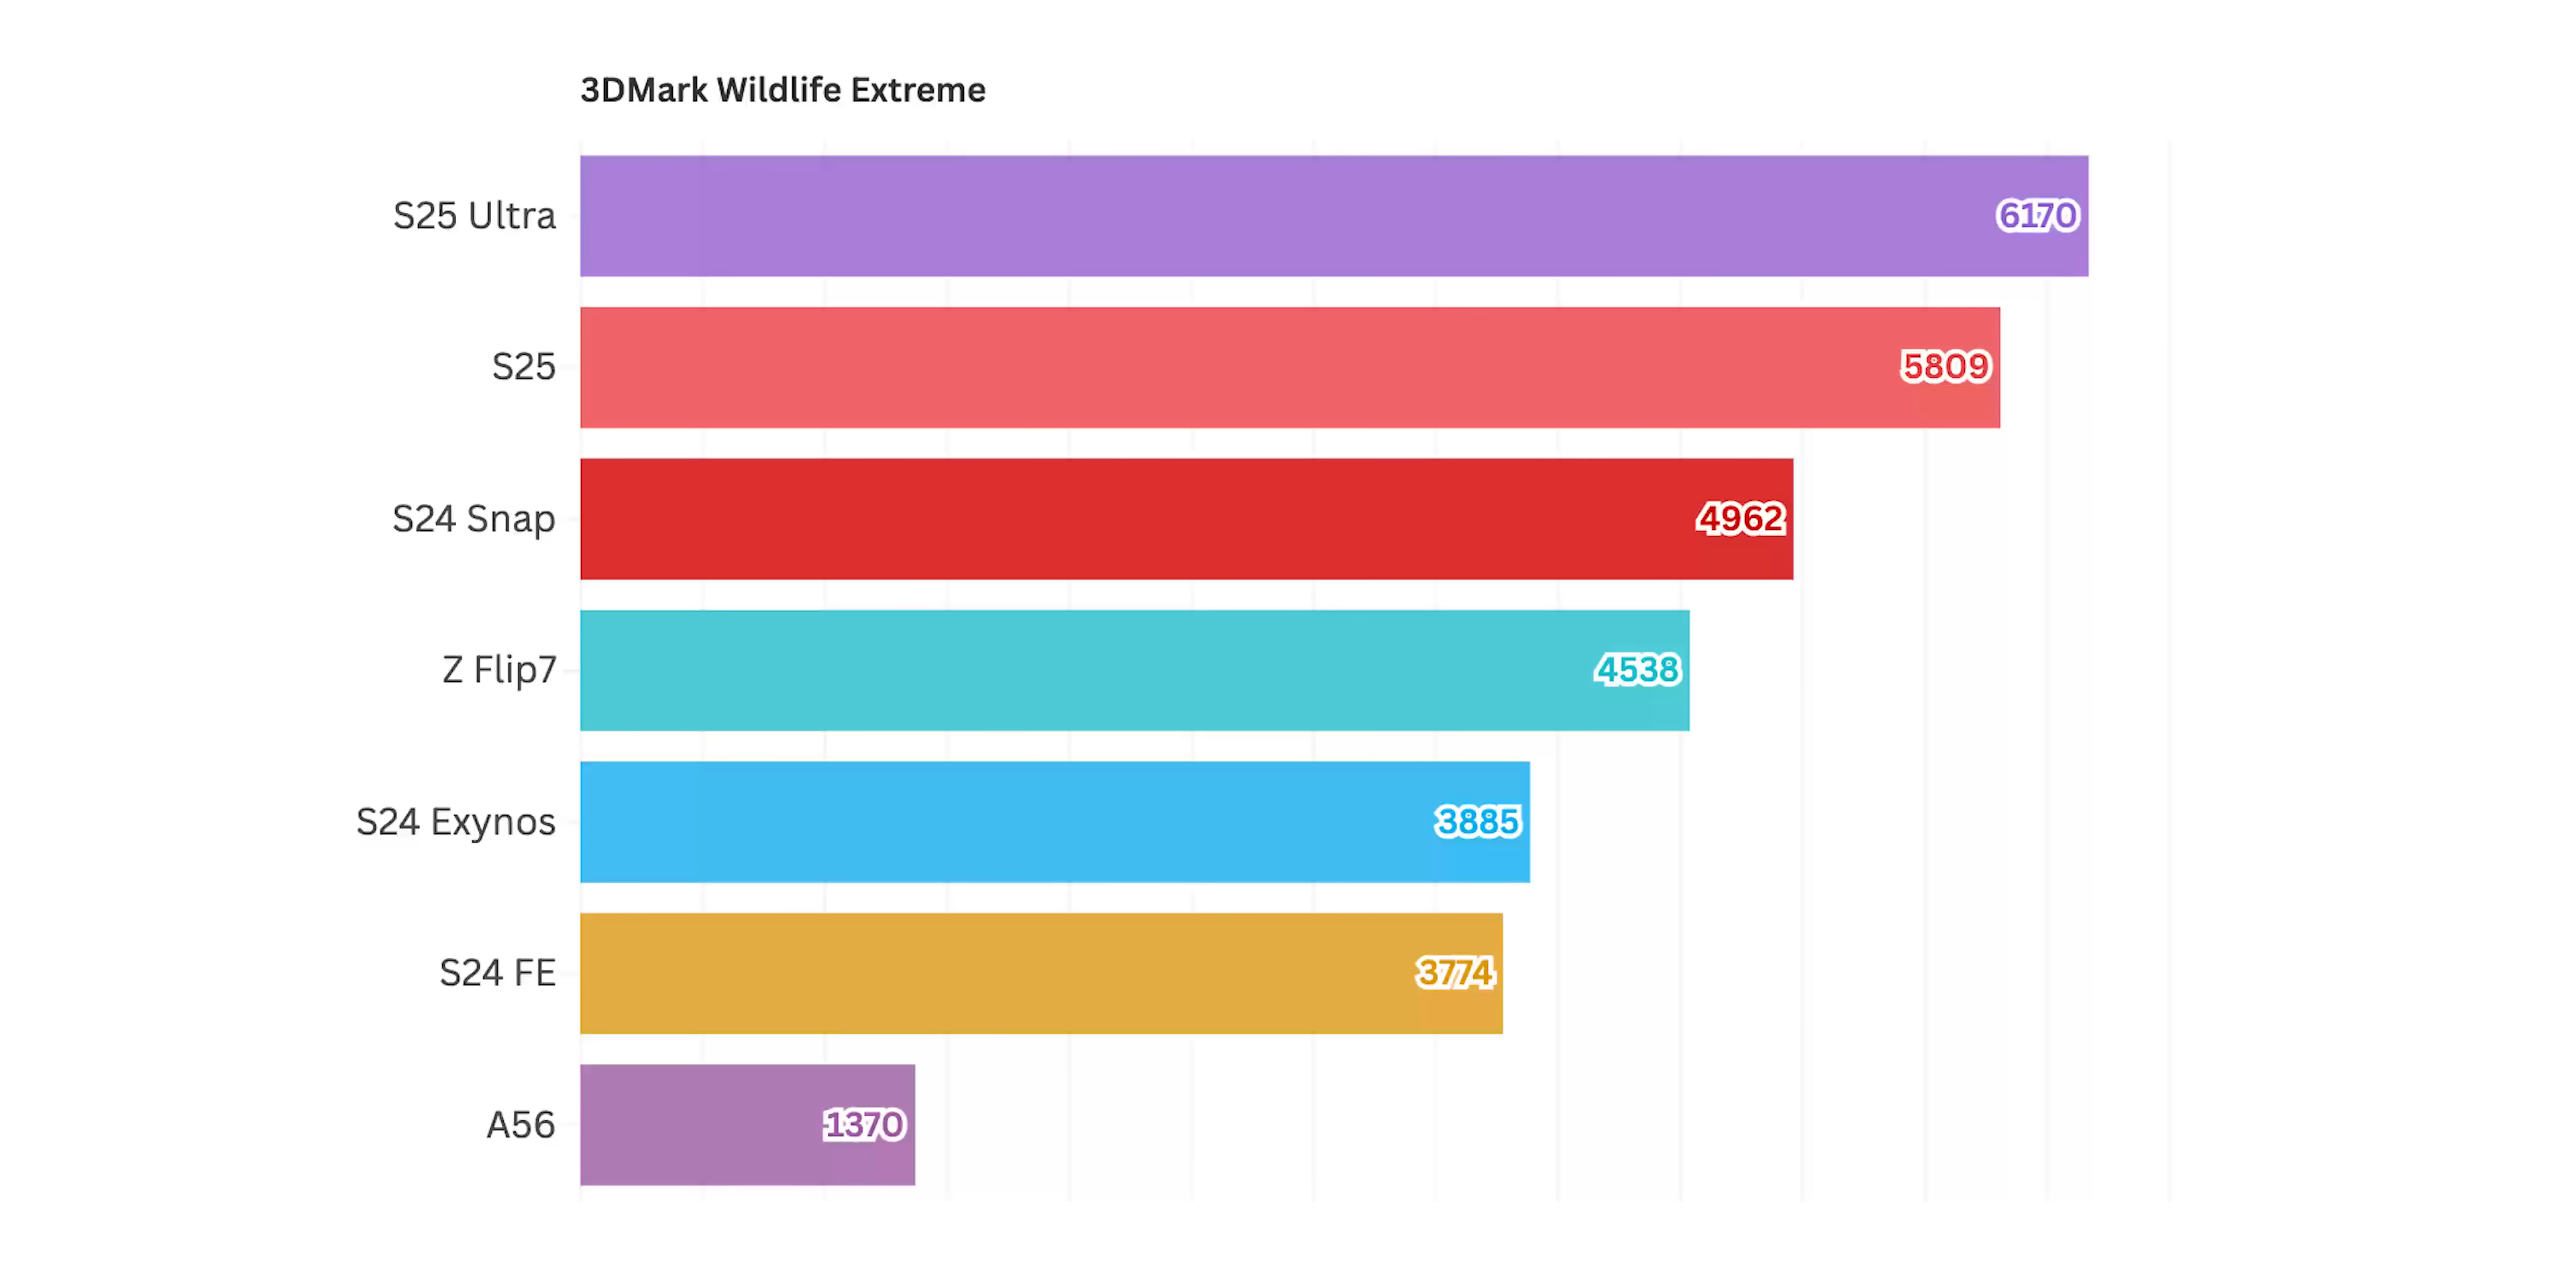 3DMark Wildlife Extreme
S25 Ultra 6170
S25 5809
S24 Snap 4962
Z Flip7 4538
S24 Exynos 3885
S24 FE 3774
A56 1370